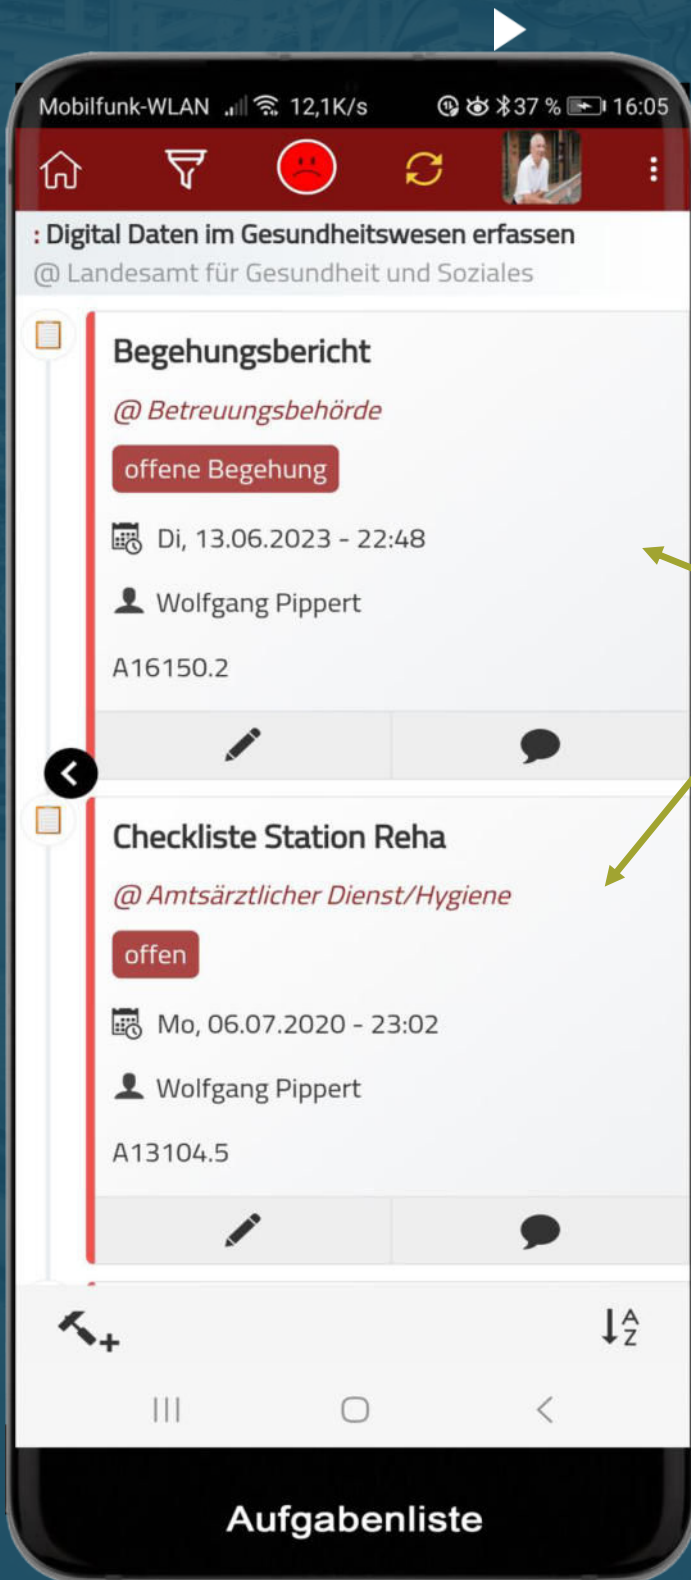 Mobilfunk-WLAN 12,1K/s 37 % 16:05
: Digital Daten im Gesundheitswesen erfassen
@ Landesamt für Gesundheit und Soziales
Begehungsbericht
@ Betreuungsbehörde
offene Begehung
Di, 13.06.2023 - 22:48
Wolfgang Pippert
A16150.2
Checkliste Station Reha
@ Amtsärztlicher Dienst/Hygiene
offen
Mo, 06.07.2020 - 23:02
Wolfgang Pippert
A13104.5
A
Z
Aufgabenliste